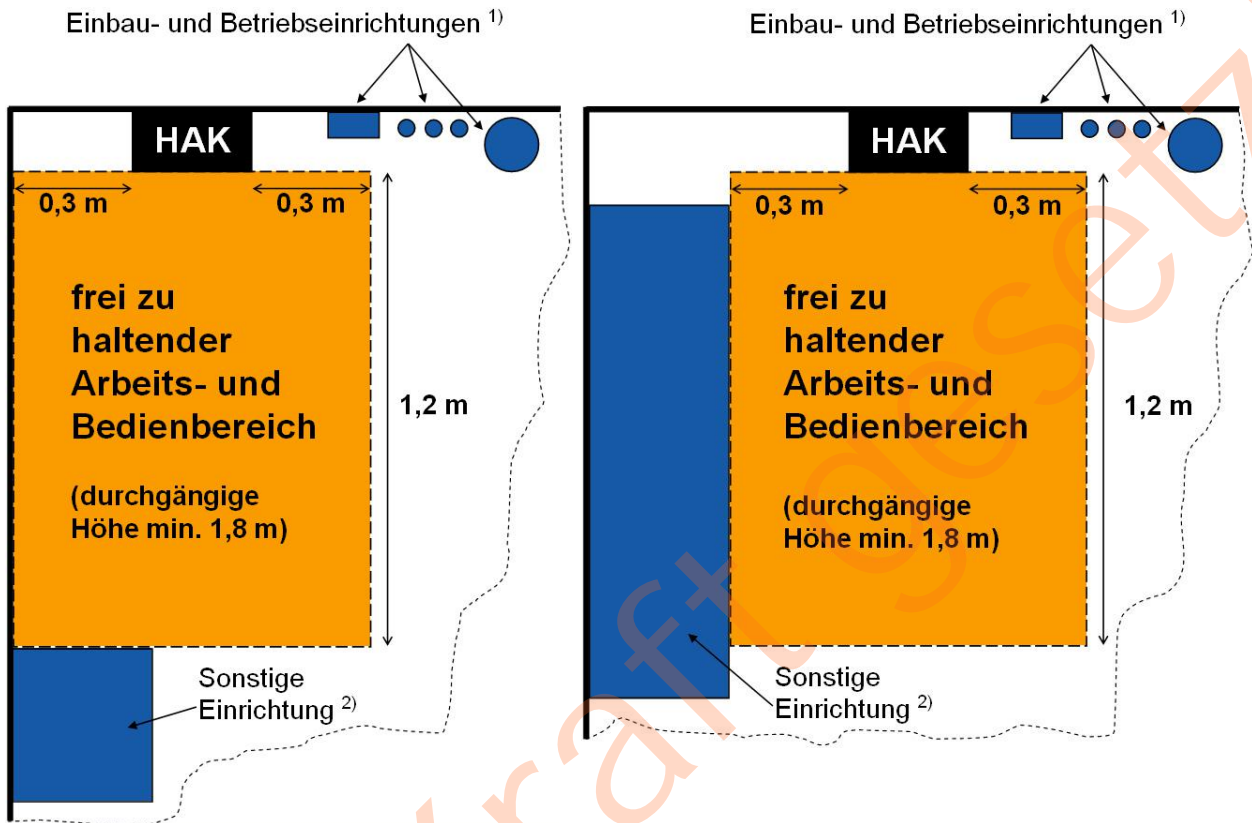 Einbau- und Betriebseinrichtungen 1)
HAK
0,3 m
0,3 m
frei zu
haltender
Arbeits- und
Bedienbereich
(durchgängige
Höhe min. 1,8 m)
1,2 m
Sonstige
Einrichtung 2)
Einbau- und Betriebseinrichtungen 1)
HAK
0,3 m
0,3 m
frei zu
haltender
Arbeits- und
Bedienbereich
(durchgängige
Höhe min. 1,8 m)
1,2 m
Sonstige
Einrichtung 2)
Kraft gesetz